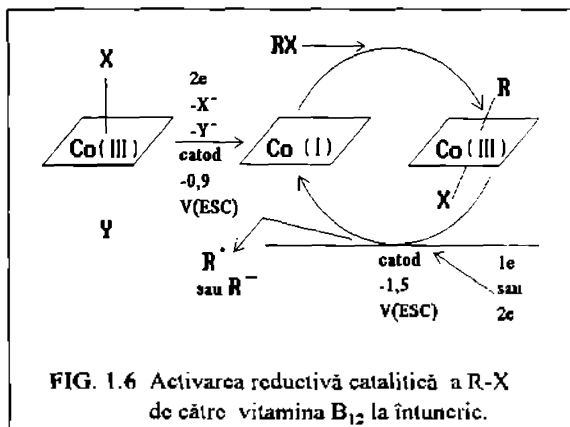 X
Co(III)
Y
2e
-X⁻
-Y⁻
catod
-0,9
V(ESC)
Co (I)
RX
R
Co(III)
X
R˙
sau R⁻
catod
-1,5
V(ESC)
1e
sau
2e
FIG. 1.6 Activarea reductivă catalitică a R-X
de către vitamina B₁₂ la întuneric.